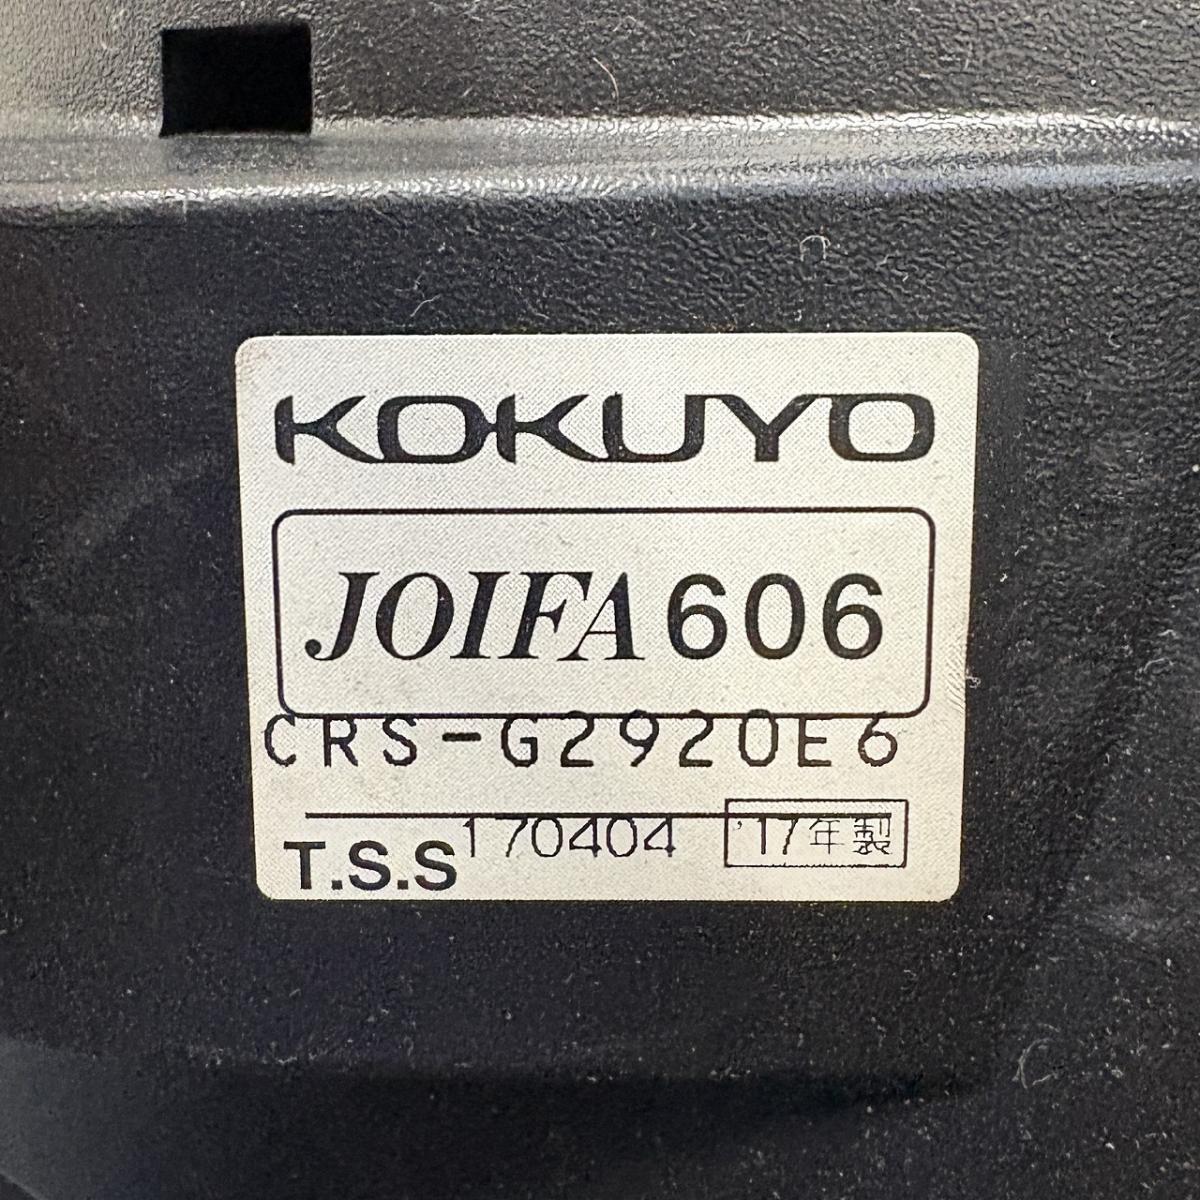 KOKUYO
JOIFA 606
CRS-G2920E6
T.S.S 170404 '17年製